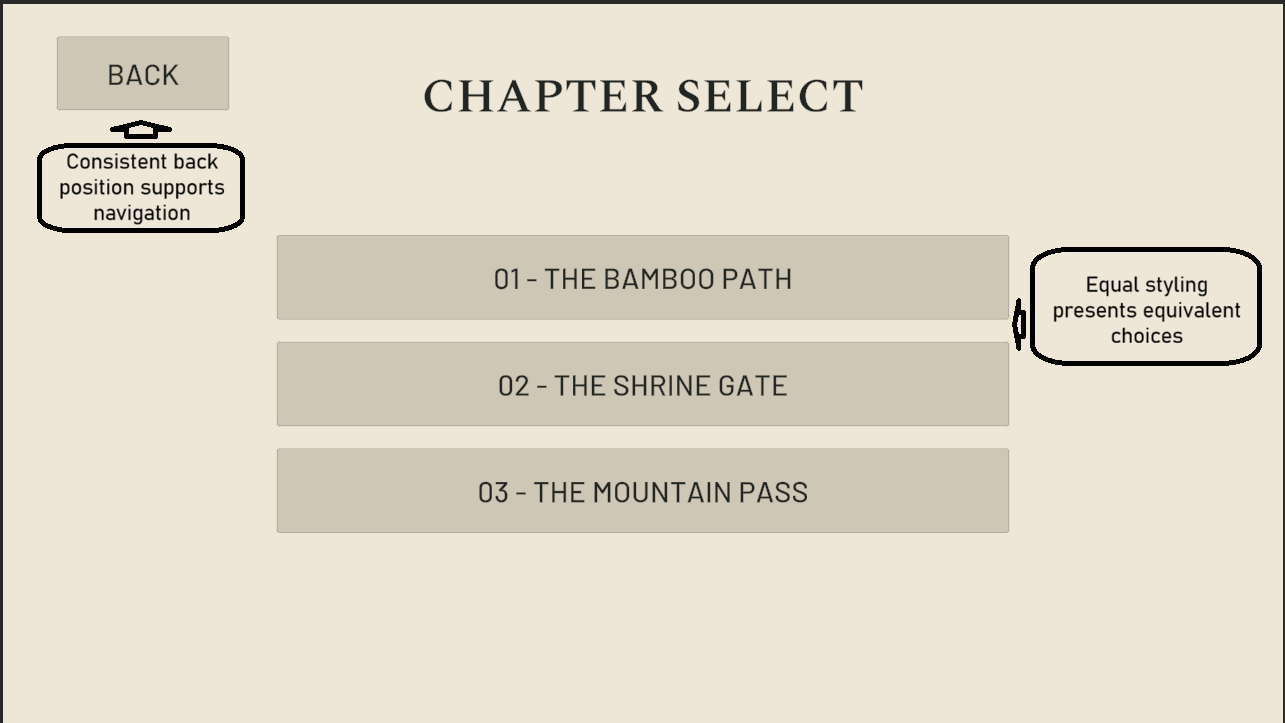 BACK
CHAPTER SELECT
Consistent back
position supports
navigation
01 - THE BAMBOO PATH
Equal styling
presents equivalent
choices
02 - THE SHRINE GATE
03 - THE MOUNTAIN PASS